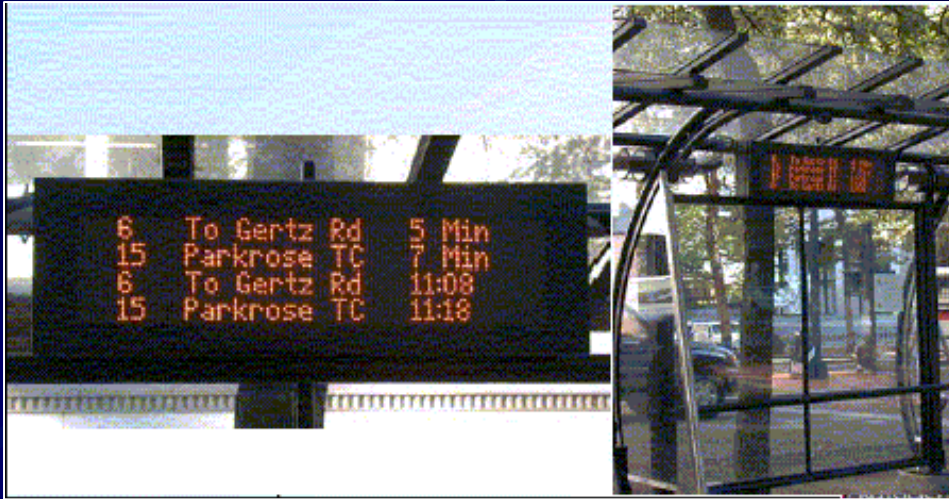 6 To Gertz Rd 5 Min
15 Parkrose TC 7 Min
6 To Gertz Rd 11:08
15 Parkrose TC 11:18